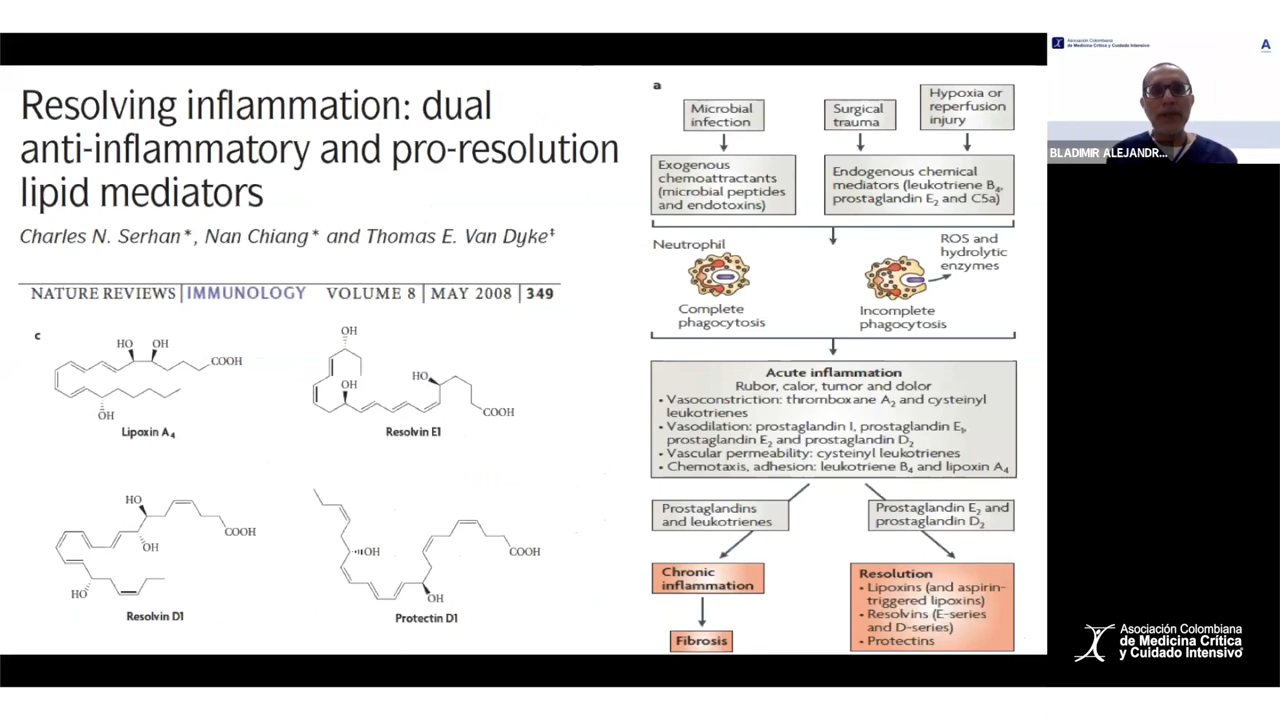 Resolving inflammation: dual
anti-inflammatory and pro-resolution
lipid mediators
Charles N. Serhan*, Nan Chiang* and Thomas E. Van Dyke‡
NATURE REVIEWS | IMMUNOLOGY VOLUME 8 | MAY 2008 | 349
c
HO
OH
COOH
OH
Lipoxin A4
OH
OH
HO
COOH
Resolvin E1
HO
COOH
OH
HO
Resolvin D1
OH
COOH
OH
Protectin D1
a
Microbial
infection
Surgical
trauma
Hypoxia or
reperfusion
injury
Exogenous
chemoattractants
(microbial peptides
and endotoxins)
Endogenous chemical
mediators (leukotriene B4,
prostaglandin E2 and C5a)
Neutrophil
ROS and
hydrolytic
enzymes
Complete
phagocytosis
Incomplete
phagocytosis
Acute inflammation
Rubor, calor, tumor and dolor
• Vasoconstriction: thromboxane A2 and cysteinyl
leukotrienes
• Vasodilation: prostaglandin I, prostaglandin E1,
prostaglandin E2 and prostaglandin D2
• Vascular permeability: cysteinyl leukotrienes
• Chemotaxis, adhesion: leukotriene B4 and lipoxin A4
Prostaglandins
and leukotrienes
Prostaglandin E2 and
prostaglandin D2
Chronic
inflammation
Fibrosis
Resolution
• Lipoxins (and aspirin-
triggered lipoxins)
• Resolvins (E-series
and D-series)
• Protectins
Asociación Colombiana
de Medicina Crítica y Cuidado Intensivo
A
BLADIMIR ALEJANDR...
Asociación Colombiana
de Medicina Crítica
y Cuidado Intensivo